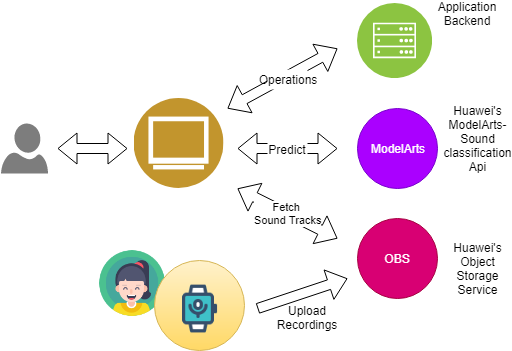 Application
Backend
Operations
Huawei's
ModelArts-
Sound
classification
Api
Predict
ModelArts
Fetch
Sound Tracks
OBS
Huawei's
Object
Storage
Service
Upload
Recordings